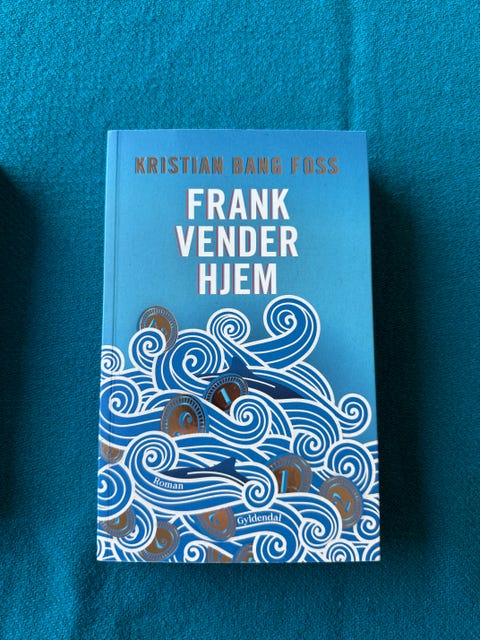 KRISTIAN BANG FOSS
FRANK
VENDER
HJEM
Roman
Gyldendal